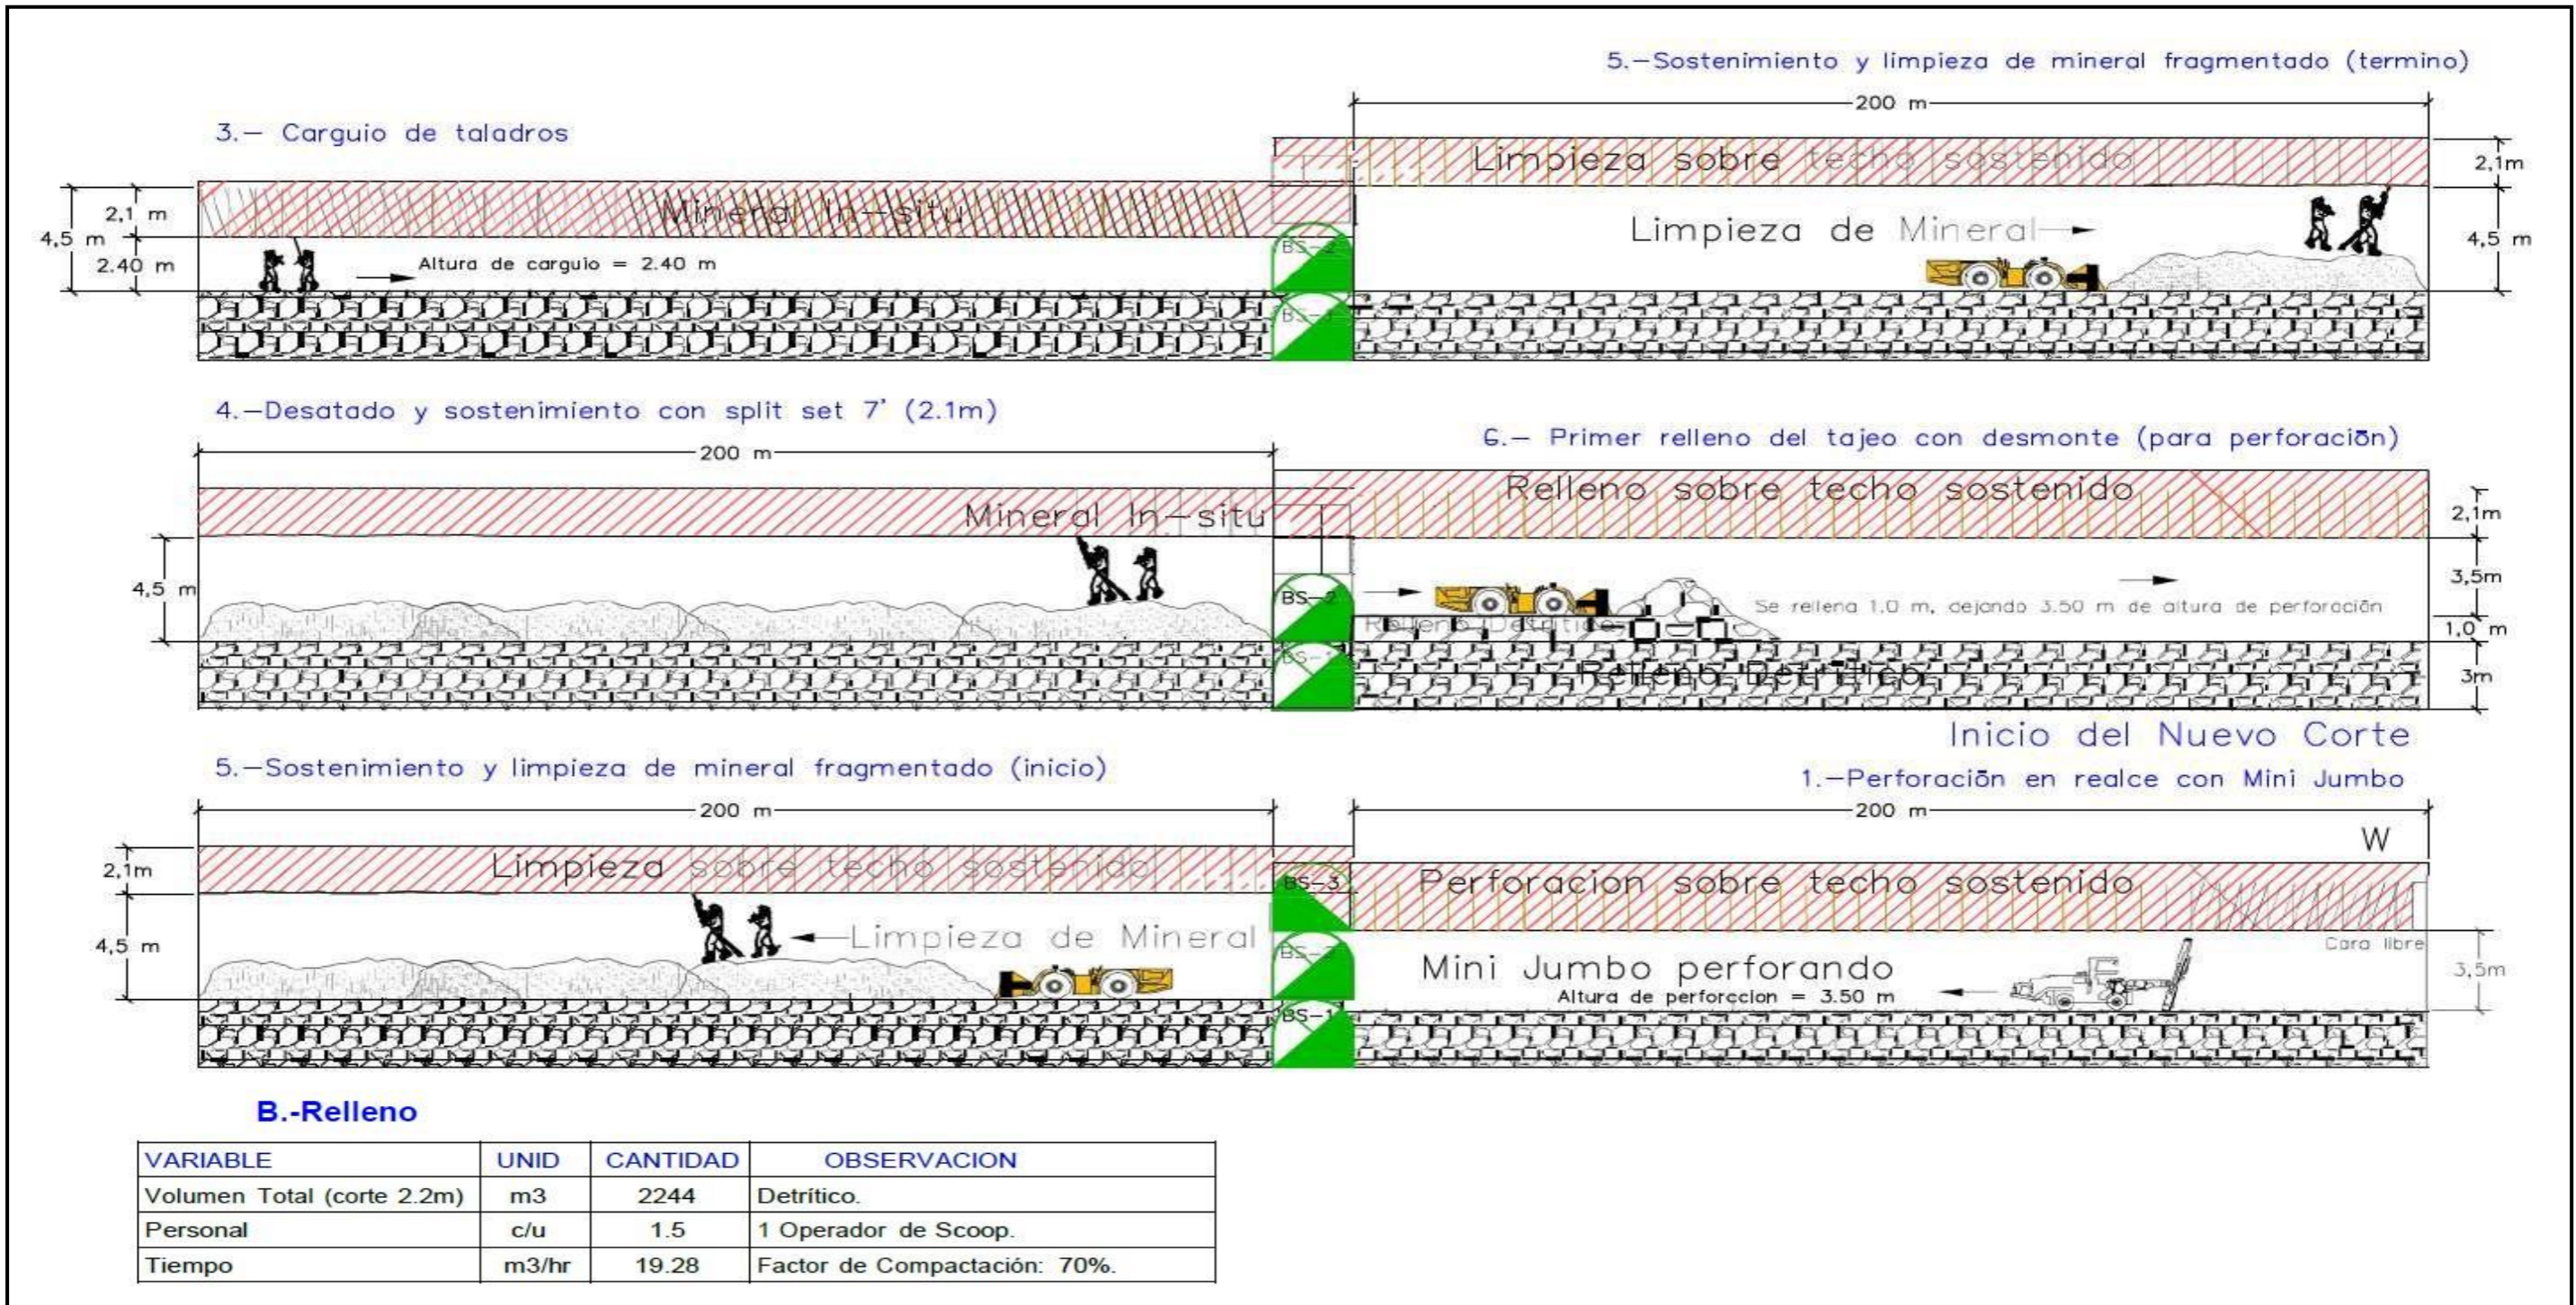 5.-Sostenimiento y limpieza de mineral fragmentado (termino)
200 m
3.- Carguio de taladros
Limpieza sobre techo sostenido
2,1m
2,1 m
Mineral In-situ
4,5 m
2.40 m
Altura de carguio = 2.40 m
BS-2
Limpieza de Mineral
4,5 m
BS-1
4.-Desatado y sostenimiento con split set 7' (2.1m)
6.- Primer relleno del tajeo con desmonte (para perforación)
200 m
Relleno sobre techo sostenido
Mineral In-situ
2,1m
4,5 m
BS-2
3,5m
Se rellena 1.0 m, dejando 3.50 m de altura de perforación
Relleno Detritico
1,0 m
BS-1
Relleno Detrítico
3m
Inicio del Nuevo Corte
5.-Sostenimiento y limpieza de mineral fragmentado (inicio)
1.-Perforación en realce con Mini Jumbo
200 m
200 m
W
2,1m
Limpieza sobre techo sostenido
BS-3
Perforacion sobre techo sostenido
4,5 m
Limpieza de Mineral
BS-2
Cara libre
Mini Jumbo perforando
3,5m
Altura de perforccion = 3.50 m
BS-1
B.-Relleno
VARIABLE UNID CANTIDAD OBSERVACION
Volumen Total (corte 2.2m) m3 2244 Detrítico.
Personal c/u 1.5 1 Operador de Scoop.
Tiempo m3/hr 19.28 Factor de Compactación: 70%.